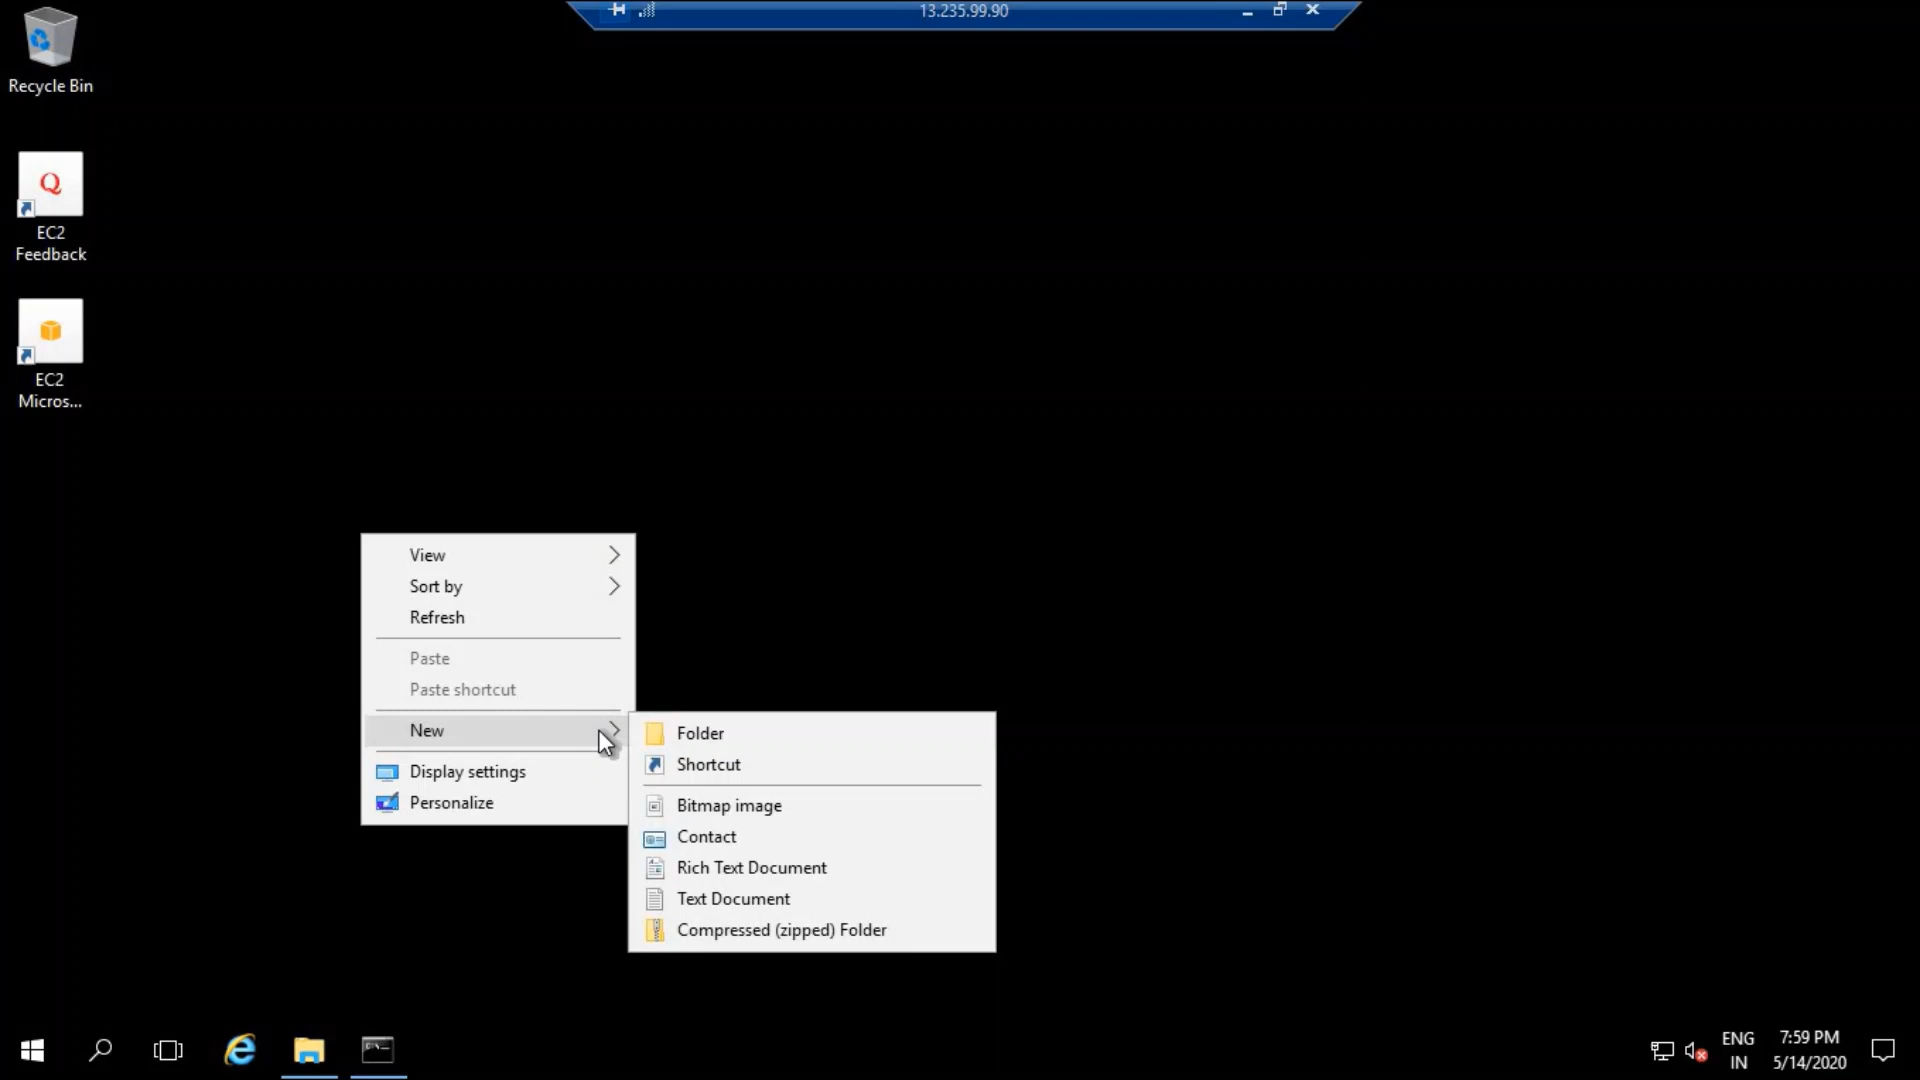 13.235.99.90
Recycle Bin
Q
EC2
Feedback
EC2
Micros...
View
Sort by
Refresh
Paste
Paste shortcut
New
Display settings
Personalize
Folder
Shortcut
Bitmap image
Contact
Rich Text Document
Text Document
Compressed (zipped) Folder
ENG
IN
7:59 PM
5/14/2020